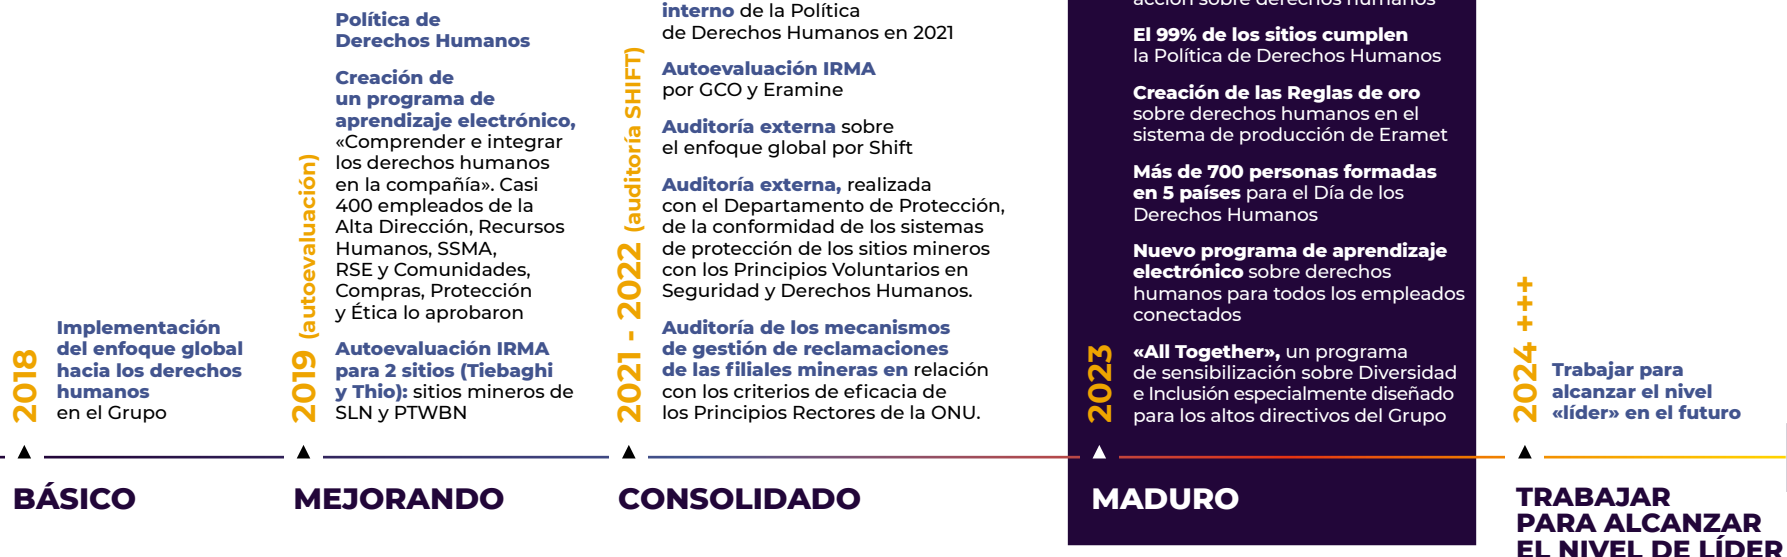 2018
Implementación
del enfoque global
hacia los derechos
humanos
en el Grupo
BÁSICO
2019 (autoevaluación)
Política de
Derechos Humanos
Creación de
un programa de
aprendizaje electrónico,
«Comprender e integrar
los derechos humanos
en la compañía». Casi
400 empleados de la
Alta Dirección, Recursos
Humanos, SSMA,
RSE y Comunidades,
Compras, Protección
y Ética lo aprobaron
Autoevaluación IRMA
para 2 sitios (Tiebaghi
y Thio): sitios mineros de
SLN y PTWBN
MEJORANDO
2021 - 2022 (auditoría SHIFT)
interno de la Política
de Derechos Humanos en 2021
Autoevaluación IRMA
por GCO y Eramine
Auditoría externa sobre
el enfoque global por Shift
Auditoría externa, realizada
con el Departamento de Protección,
de la conformidad de los sistemas
de protección de los sitios mineros
con los Principios Voluntarios en
Seguridad y Derechos Humanos.
Auditoría de los mecanismos
de gestión de reclamaciones
de las filiales mineras en relación
con los criterios de eficacia de
los Principios Rectores de la ONU.
CONSOLIDADO
2023
acción sobre derechos humanos
El 99% de los sitios cumplen
la Política de Derechos Humanos
Creación de las Reglas de oro
sobre derechos humanos en el
sistema de producción de Eramet
Más de 700 personas formadas
en 5 países para el Día de los
Derechos Humanos
Nuevo programa de aprendizaje
electrónico sobre derechos
humanos para todos los empleados
conectados
«All Together», un programa
de sensibilización sobre Diversidad
e Inclusión especialmente diseñado
para los altos directivos del Grupo
MADURO
2024 +++
Trabajar para
alcanzar el nivel
«líder» en el futuro
TRABAJAR
PARA ALCANZAR
EL NIVEL DE LÍDER